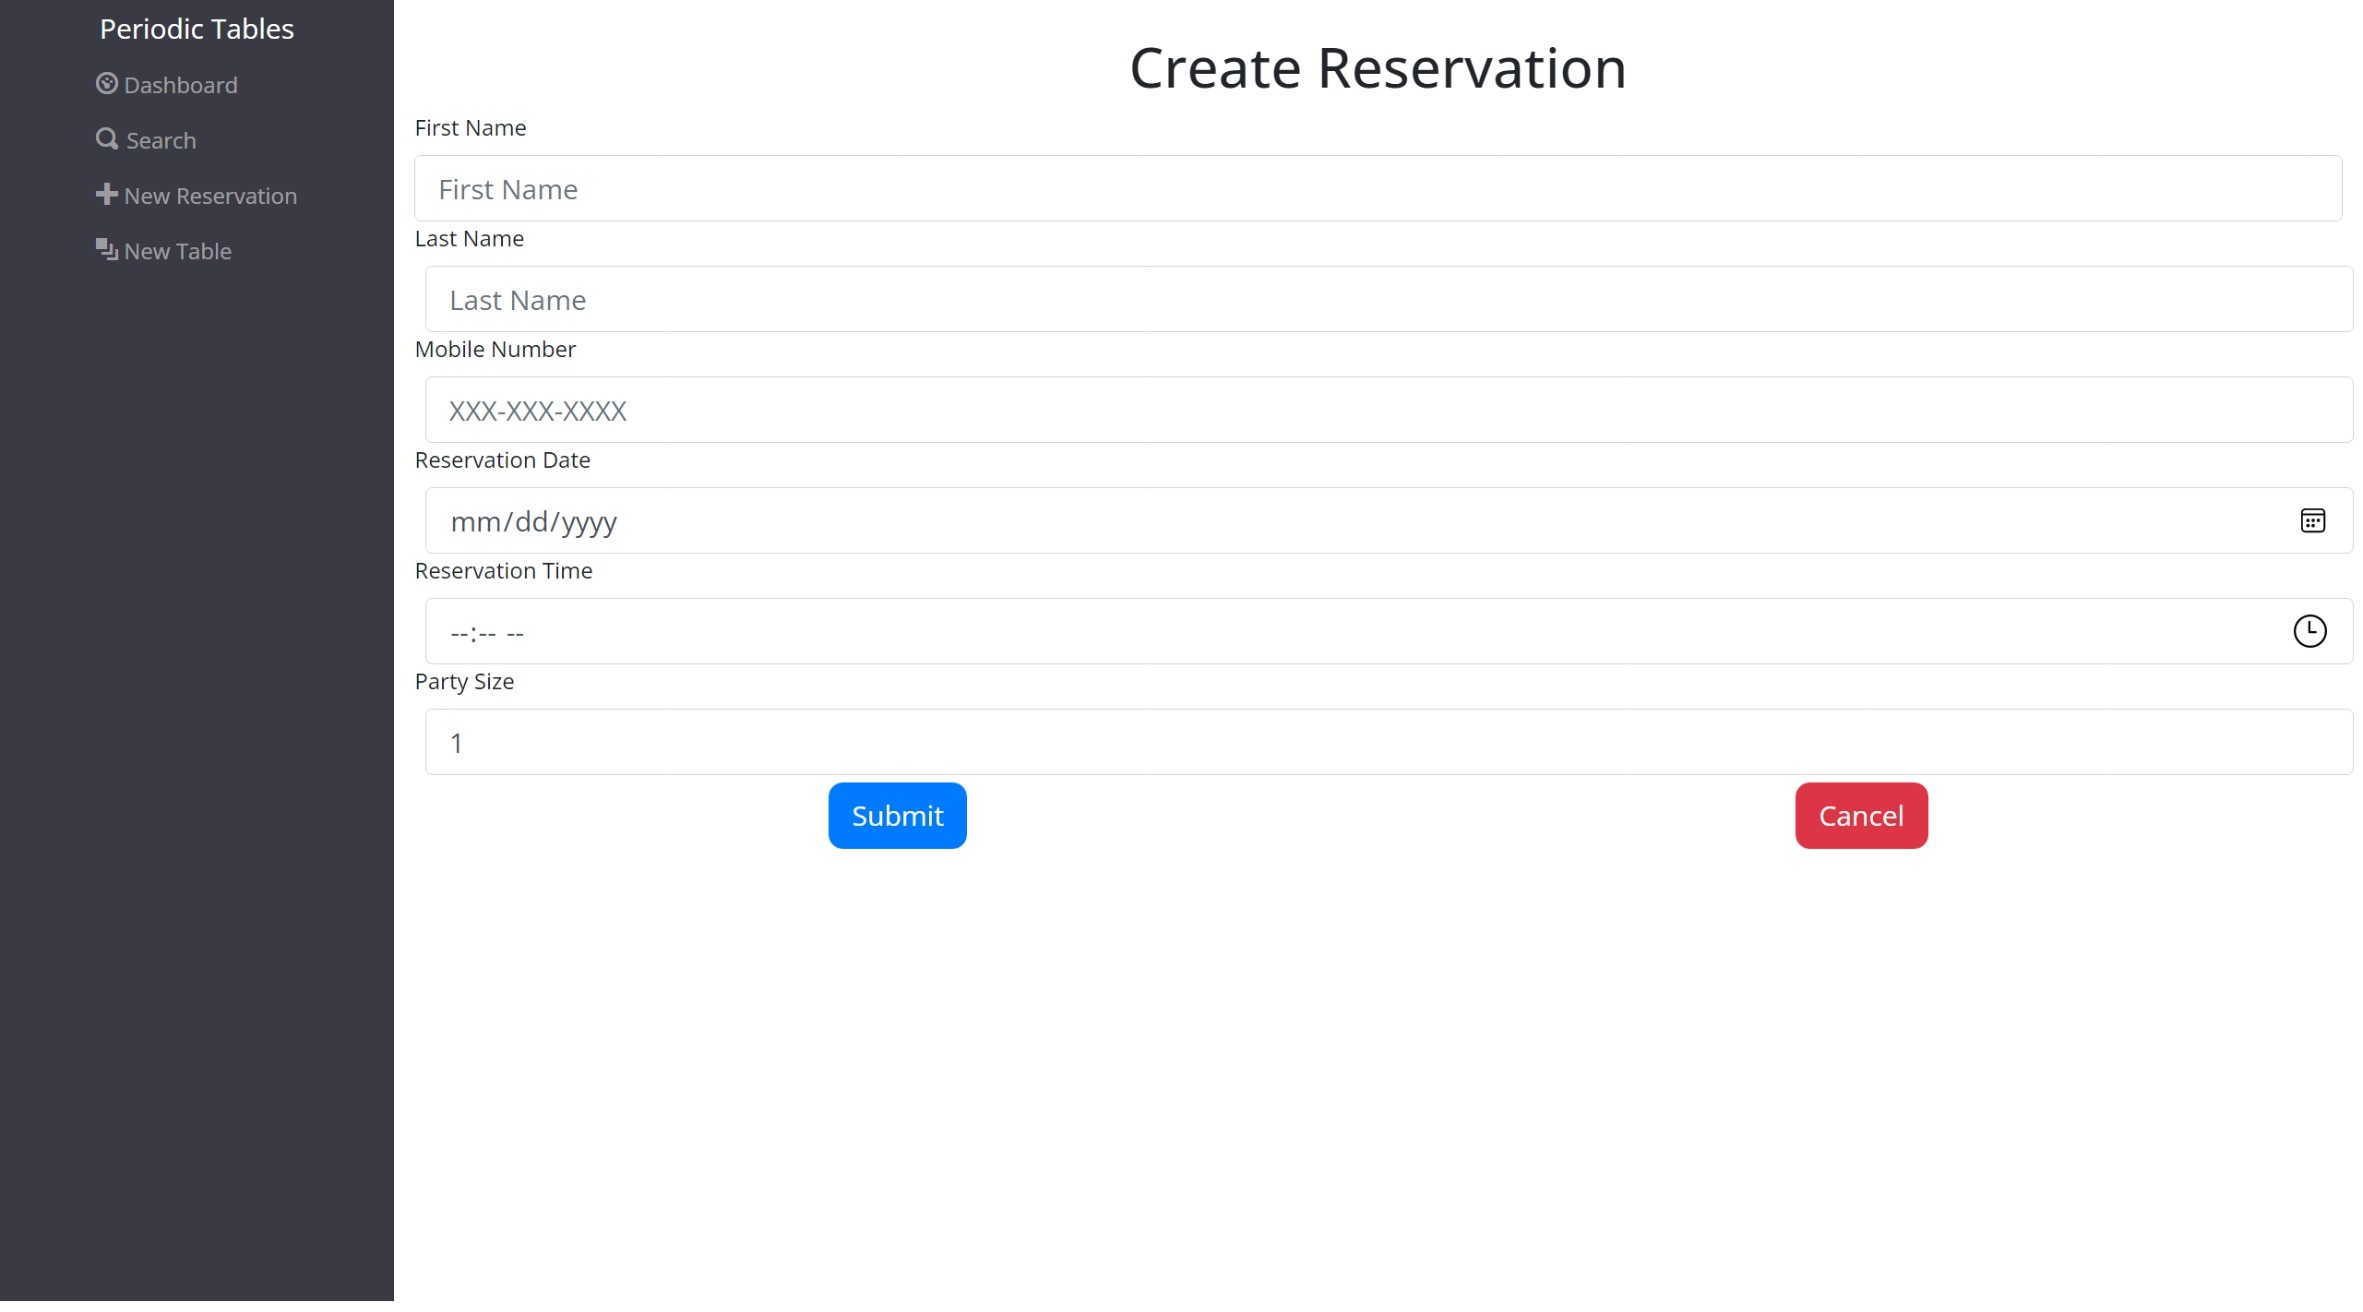 Periodic Tables
Dashboard
Search
New Reservation
New Table
Create Reservation
First Name
First Name
Last Name
Last Name
Mobile Number
XXX-XXX-XXXX
Reservation Date
mm/dd/yyyy
Reservation Time
--:-- --
Party Size
1
Submit
Cancel